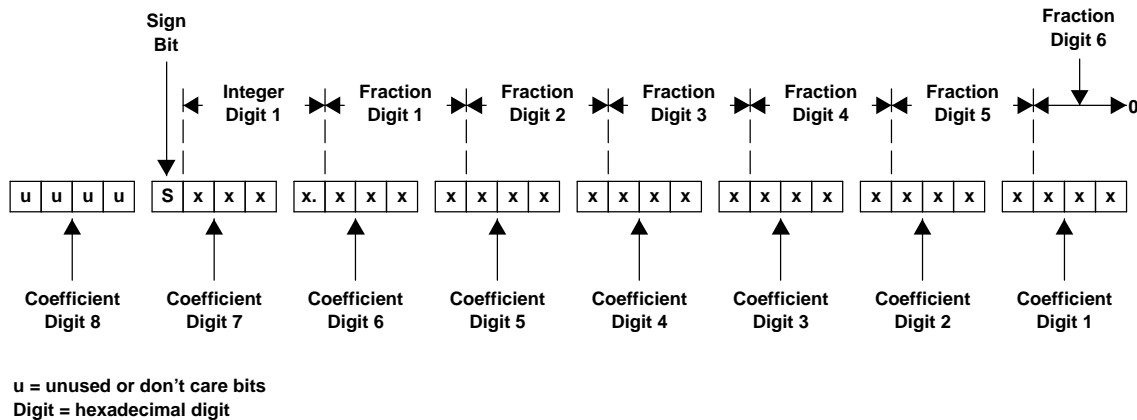 Sign
Bit
Fraction
Digit 6
Integer
Digit 1
Fraction
Digit 1
Fraction
Digit 2
Fraction
Digit 3
Fraction
Digit 4
Fraction
Digit 5
0
u u u u S x x x x. x x x x x x x x x x x x x x x x x x x x x x x
Coefficient
Digit 8
Coefficient
Digit 7
Coefficient
Digit 6
Coefficient
Digit 5
Coefficient
Digit 4
Coefficient
Digit 3
Coefficient
Digit 2
Coefficient
Digit 1
u = unused or don’t care bits
Digit = hexadecimal digit